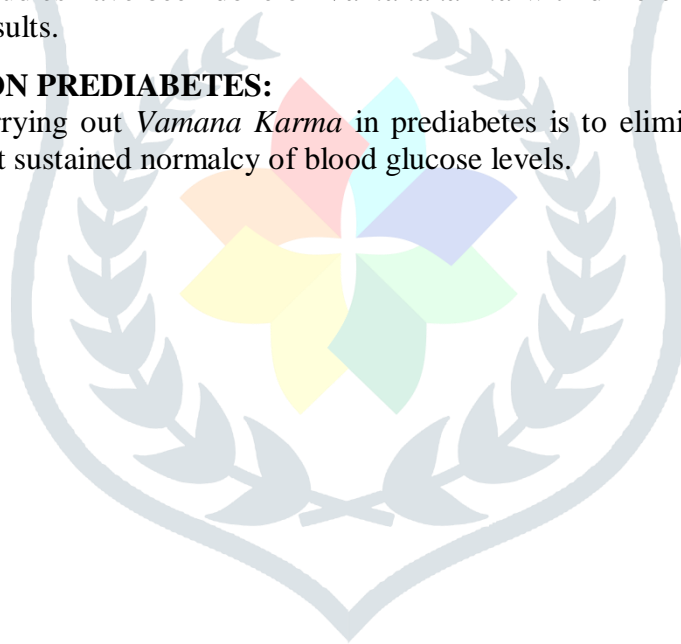 sults.
ON PREDIABETES:
rrying out Vamana Karma in prediabetes is to elimi
t sustained normalcy of blood glucose levels.